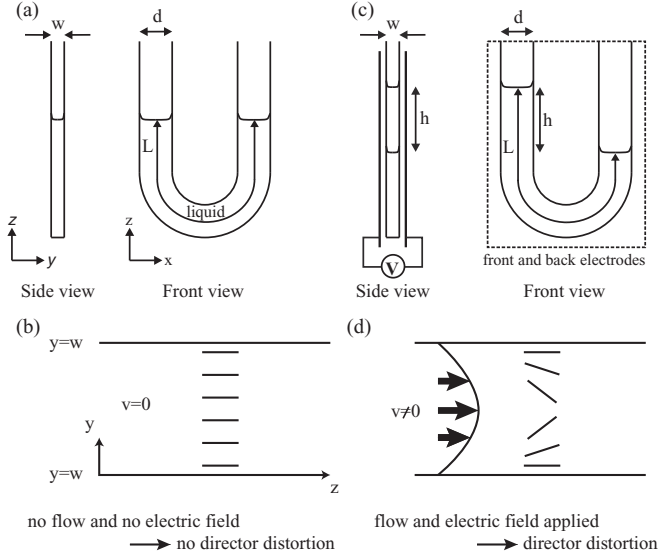 (a)
w
d
L
liquid
z
y
z
x
Side view
Front view
(c)
w
h
d
h
L
V
front and back electrodes
Side view
Front view
(b)
y=w
v=0
y
y=w
z
no flow and no electric field
no director distortion
(d)
v≠0
flow and electric field applied
director distortion